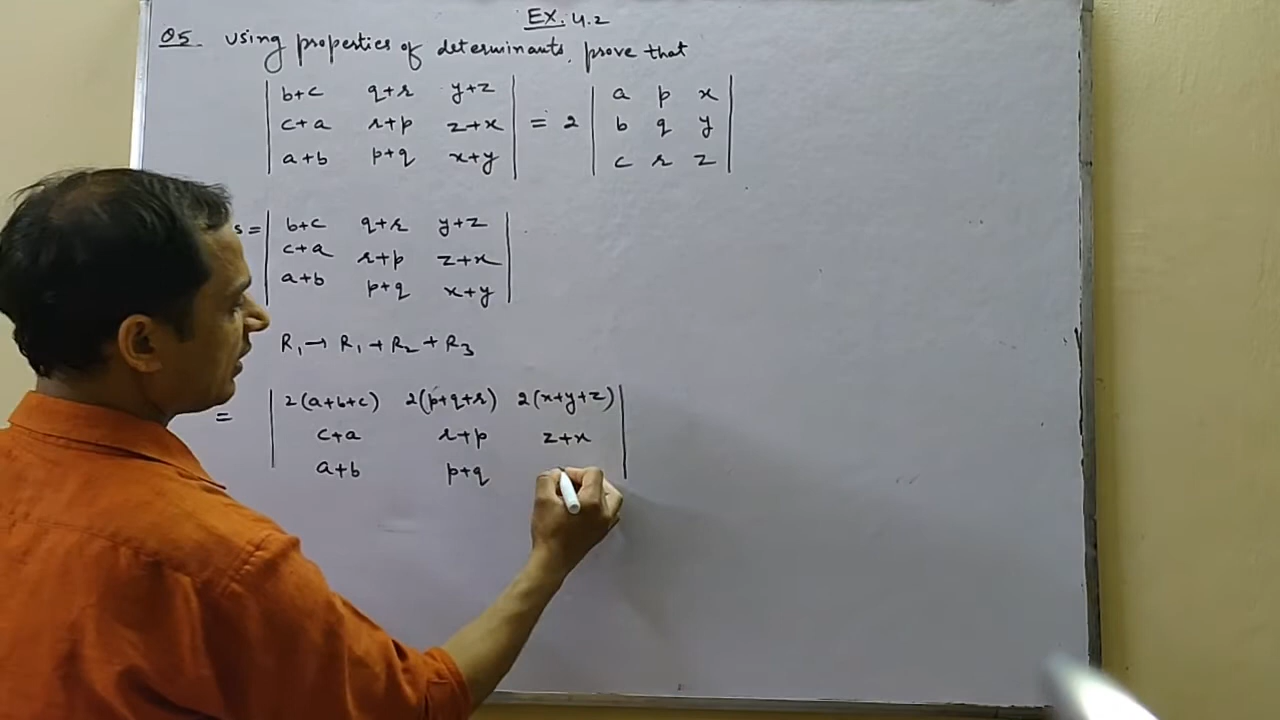 EX. 4.2
Q5. Using properties of determinants, prove that
| b+c q+r y+z | = 2 | a p x |
| c+a r+p z+x | | b q y |
| a+b p+q x+y | | c r z |
s = | b+c q+r y+z |
| c+a r+p z+x |
| a+b p+q x+y |
R₁→ R₁ + R₂ + R₃
= | 2(a+b+c) 2(p+q+r) 2(x+y+z) |
| c+a r+p z+x |
| a+b p+q |